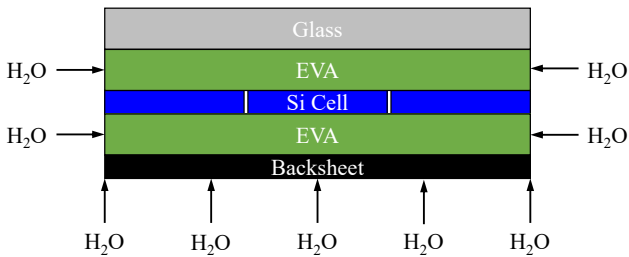 Glass
H₂O EVA H₂O
Si Cell
H₂O EVA H₂O
Backsheet
H₂O H₂O H₂O H₂O H₂O